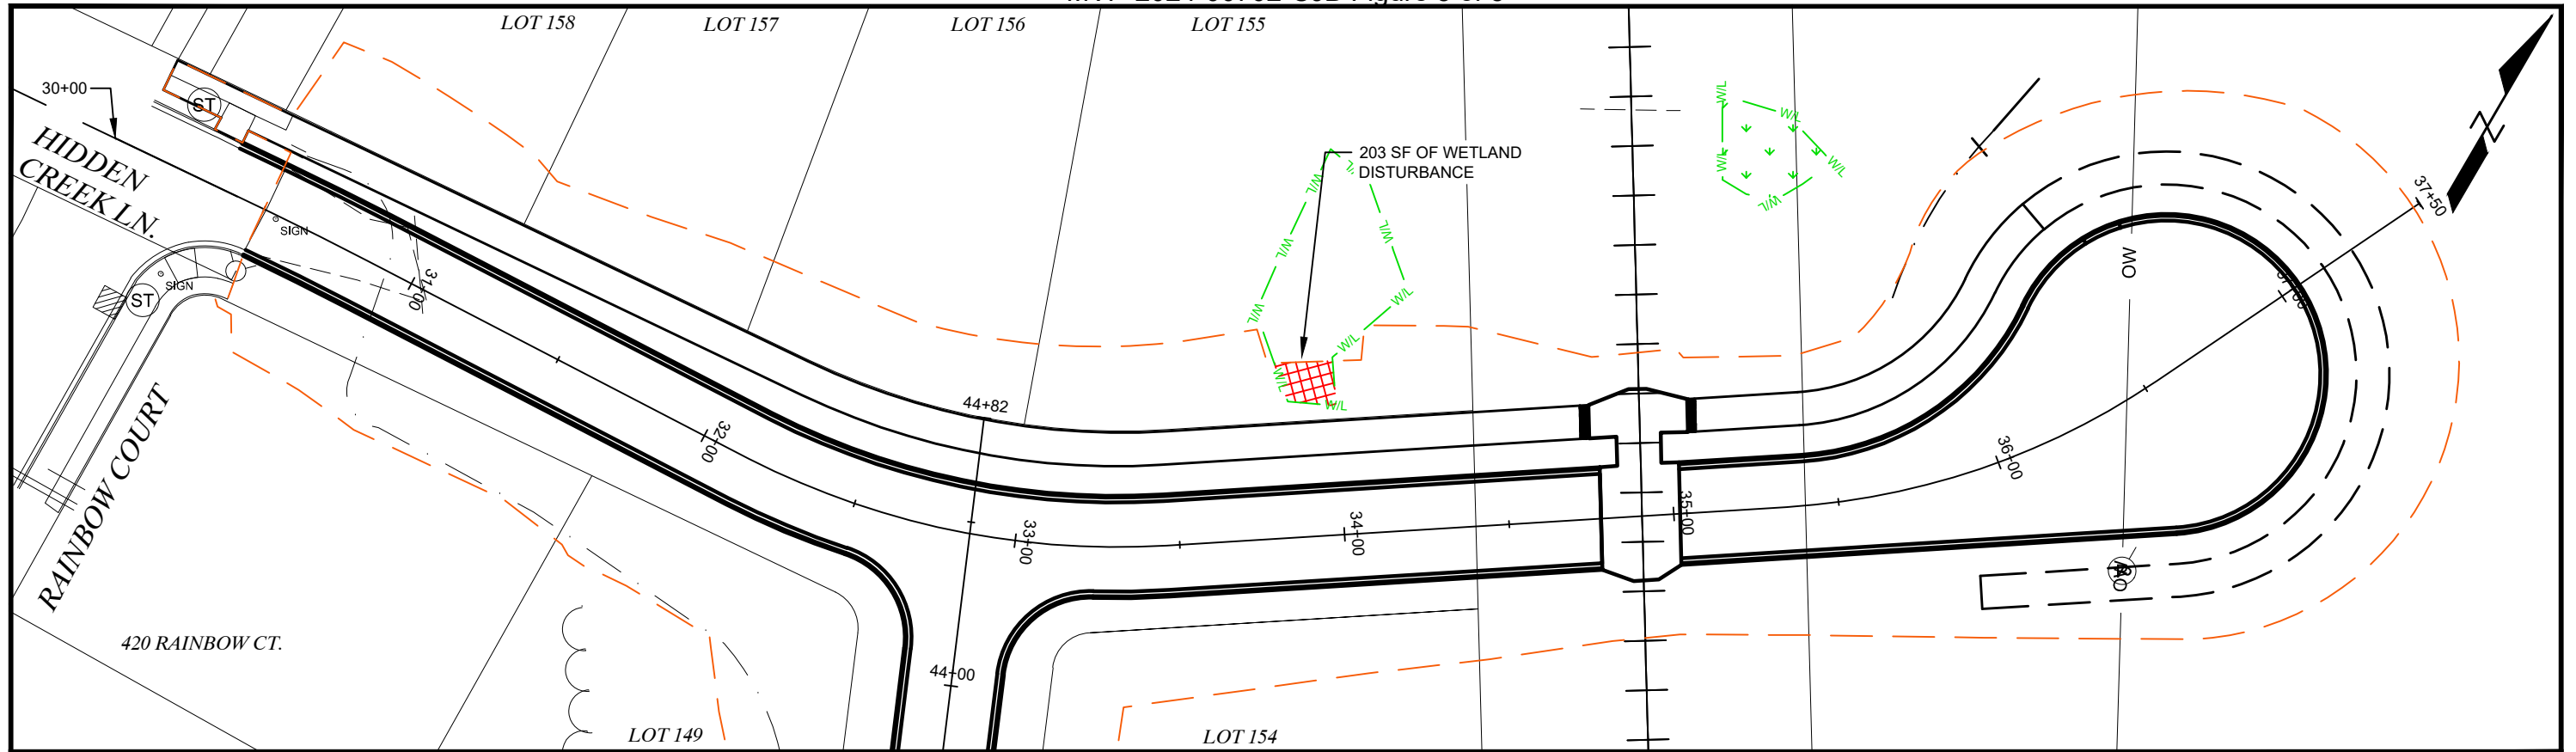 LOT 158
LOT 157
LOT 156
LOT 155
30+00
ST
HIDDEN
CREEK LN.
SIGN
SIGN
ST
31+00
RAINBOW COURT
420 RAINBOW CT.
32+00
44+82
33+00
44+00
LOT 149
203 SF OF WETLAND
DISTURBANCE
W/L
W/L
W/L
W/L
W/L
W/L
W/L
W/L
W/L
34+00
LOT 154
35+00
W/L
W/L
W/L
W/L
W/L
36+00
OW
37+50
N